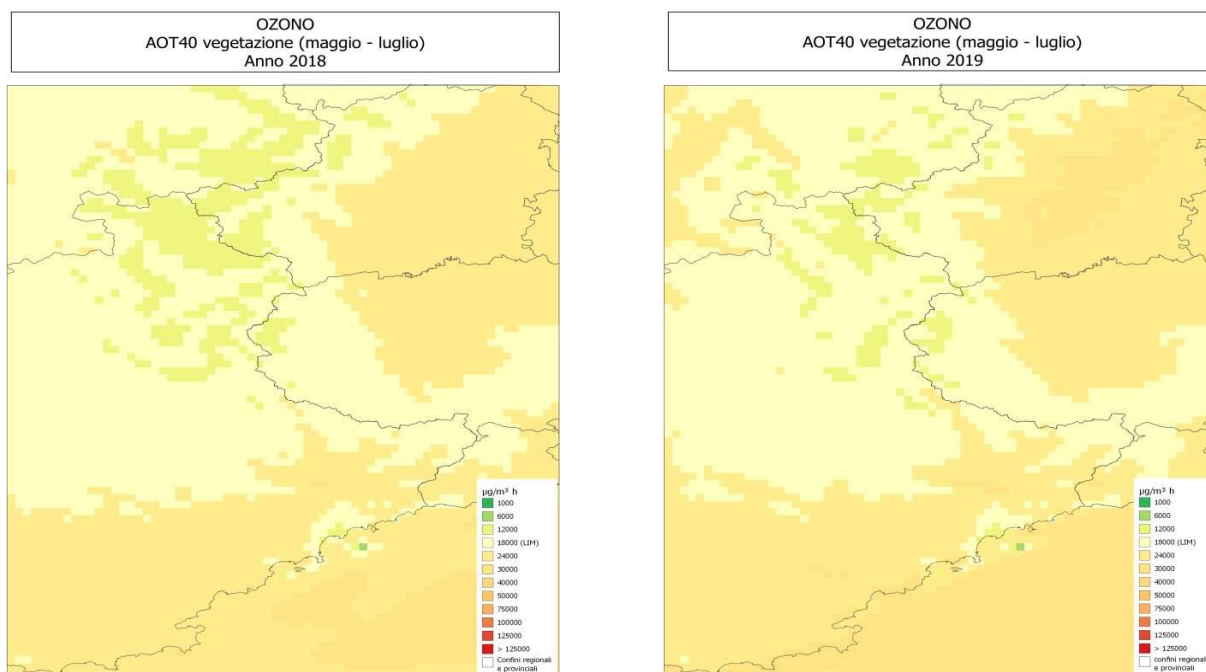 OZONO
AOT40 vegetazione (maggio - luglio)
Anno 2018
µg/m³ h
1000
6000
12000
18000 (LIM)
24000
30000
40000
50000
75000
100000
125000
> 125000
Confini regionali
e provinciali
OZONO
AOT40 vegetazione (maggio - luglio)
Anno 2019
µg/m³ h
1000
6000
12000
18000 (LIM)
24000
30000
40000
50000
75000
100000
125000
> 125000
confini regionali
e provinciali